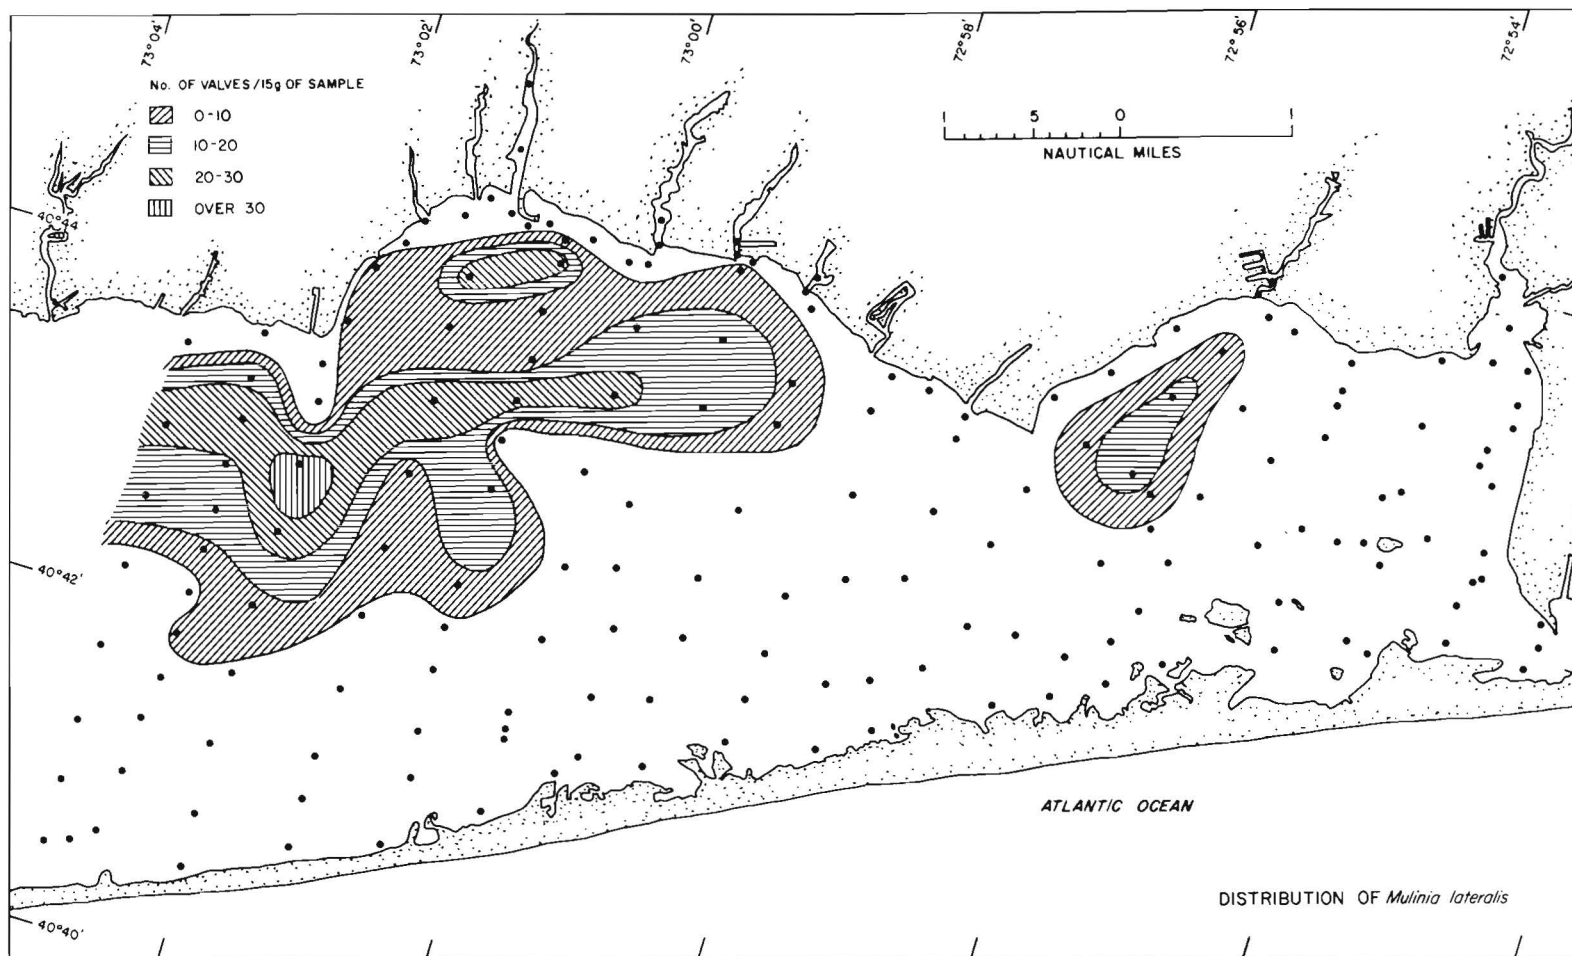 73°04'
73°02'
73°00'
72°58'
72°56'
72°54'
No. OF VALVES/15g OF SAMPLE
0-10
10-20
20-30
OVER 30
1 5 0 1
NAUTICAL MILES
40°44'
40°42'
40°40'
ATLANTIC OCEAN
DISTRIBUTION OF Mulinia lateralis